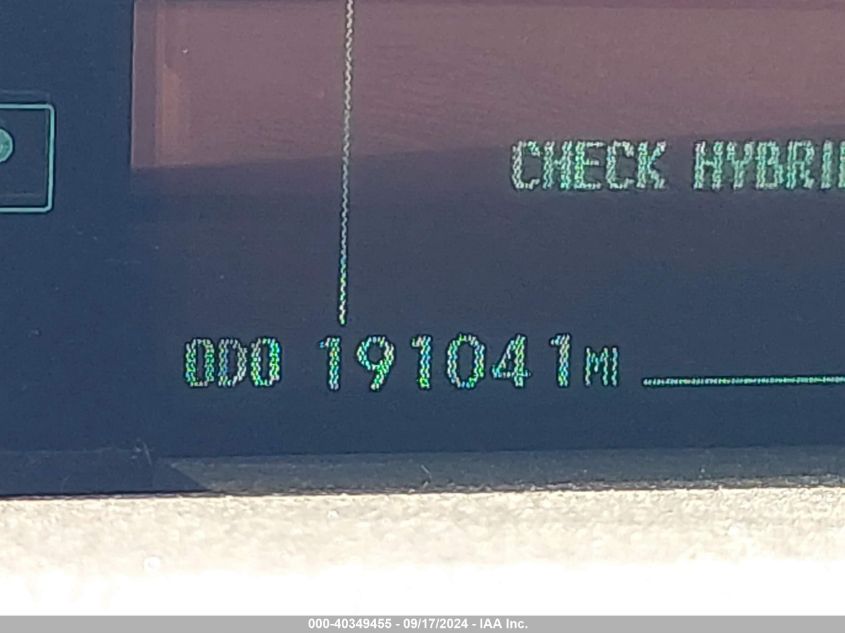 CHECK HYBRI
ODO 191041 MI
000-40349455 - 09/17/2024 - IAA Inc.